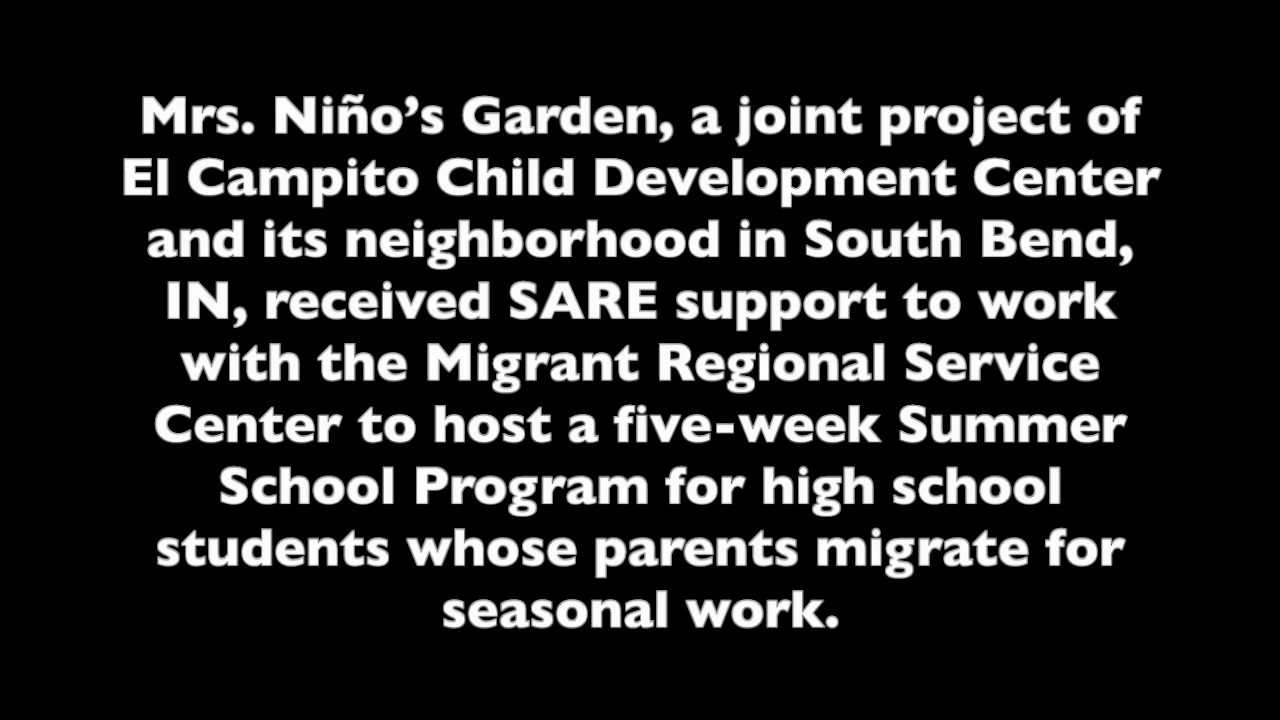 Mrs. Niño’s Garden, a joint project of
El Campito Child Development Center
and its neighborhood in South Bend,
IN, received SARE support to work
with the Migrant Regional Service
Center to host a five-week Summer
School Program for high school
students whose parents migrate for
seasonal work.